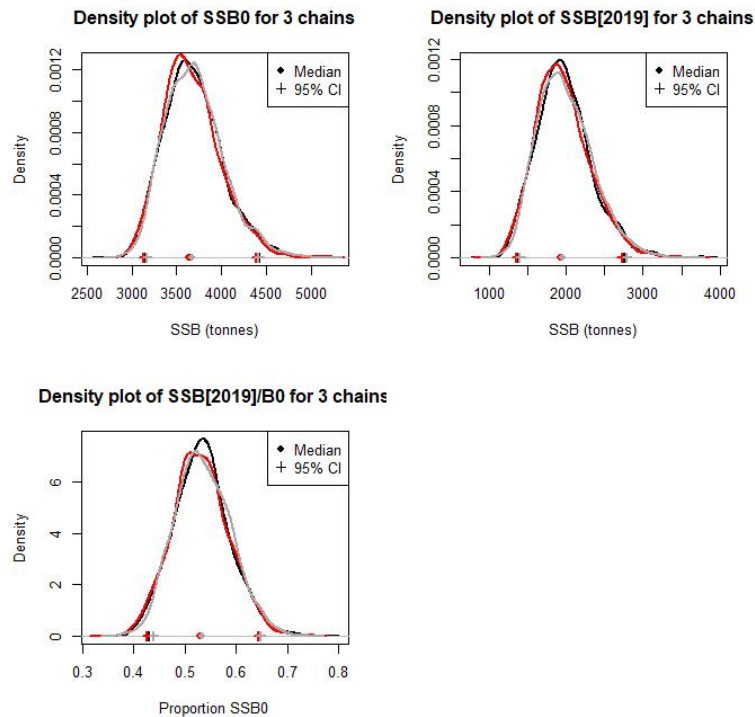 Density plot of SSB0 for 3 chains
Density
0.0000
0.0004
0.0008
0.0012
Median
95% CI
2500 3000 3500 4000 4500 5000
SSB (tonnes)
Density plot of SSB[2019] for 3 chains
Density
0.0000
0.0004
0.0008
0.0012
Median
95% CI
1000 2000 3000 4000
SSB (tonnes)
Density plot of SSB[2019]/B0 for 3 chains
Density
0
2
4
6
Median
95% CI
0.3 0.4 0.5 0.6 0.7 0.8
Proportion SSB0